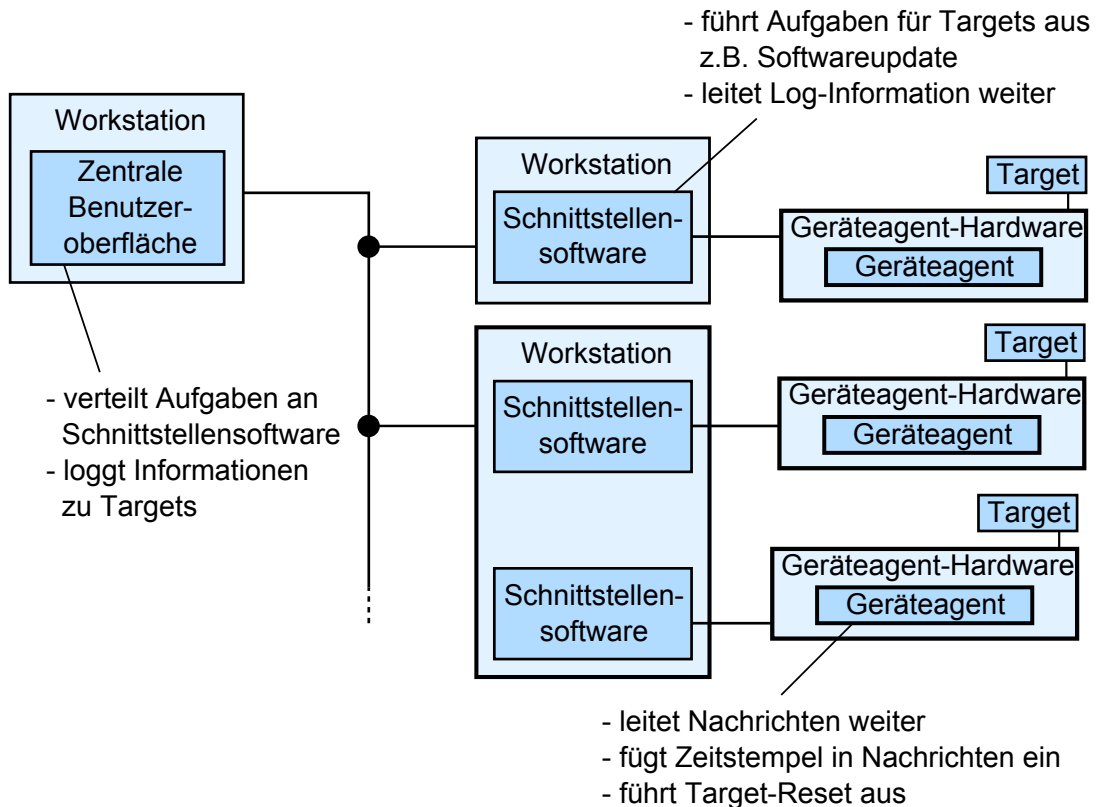 - führt Aufgaben für Targets aus
z.B. Softwareupdate
- leitet Log-Information weiter
Workstation
Zentrale
Benutzer-
oberfläche
- verteilt Aufgaben an
Schnittstellensoftware
- loggt Informationen
zu Targets
Workstation
Schnittstellen-
software
Target
Geräteagent-Hardware
Geräteagent
Workstation
Schnittstellen-
software
Target
Geräteagent-Hardware
Geräteagent
Schnittstellen-
software
Target
Geräteagent-Hardware
Geräteagent
- leitet Nachrichten weiter
- fügt Zeitstempel in Nachrichten ein
- führt Target-Reset aus